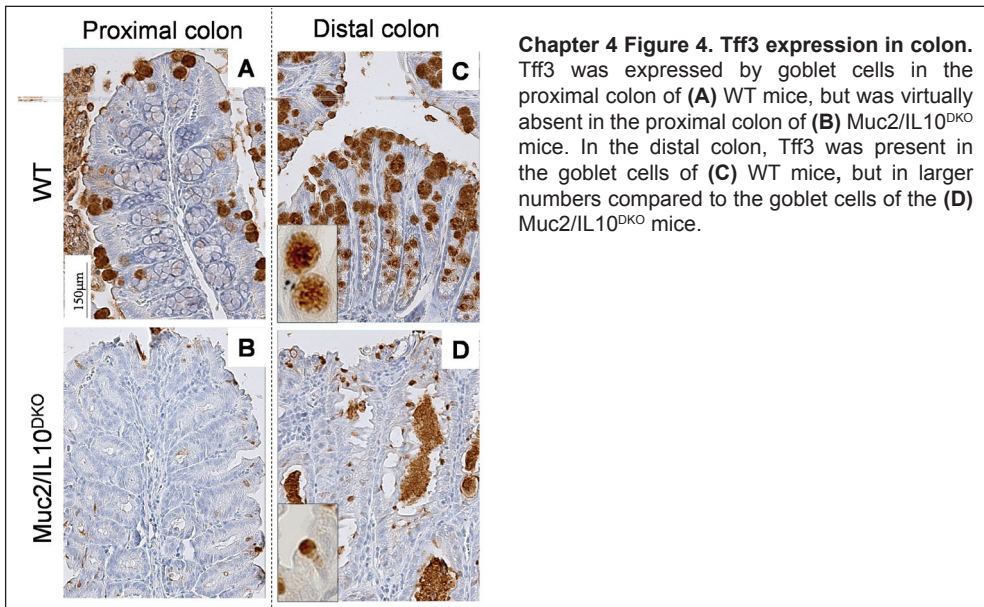 Proximal colon
Distal colon
WT
Muc2/IL10DKO
A
C
B
D
150µm
Chapter 4 Figure 4. Tff3 expression in colon.
Tff3 was expressed by goblet cells in the
proximal colon of (A) WT mice, but was virtually
absent in the proximal colon of (B) Muc2/IL10DKO
mice. In the distal colon, Tff3 was present in
the goblet cells of (C) WT mice, but in larger
numbers compared to the goblet cells of the (D)
Muc2/IL10DKO mice.